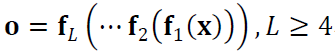 𝐨 = 𝐟_L (⋯ 𝐟_2(𝐟_1(𝐱))), L ≥ 4